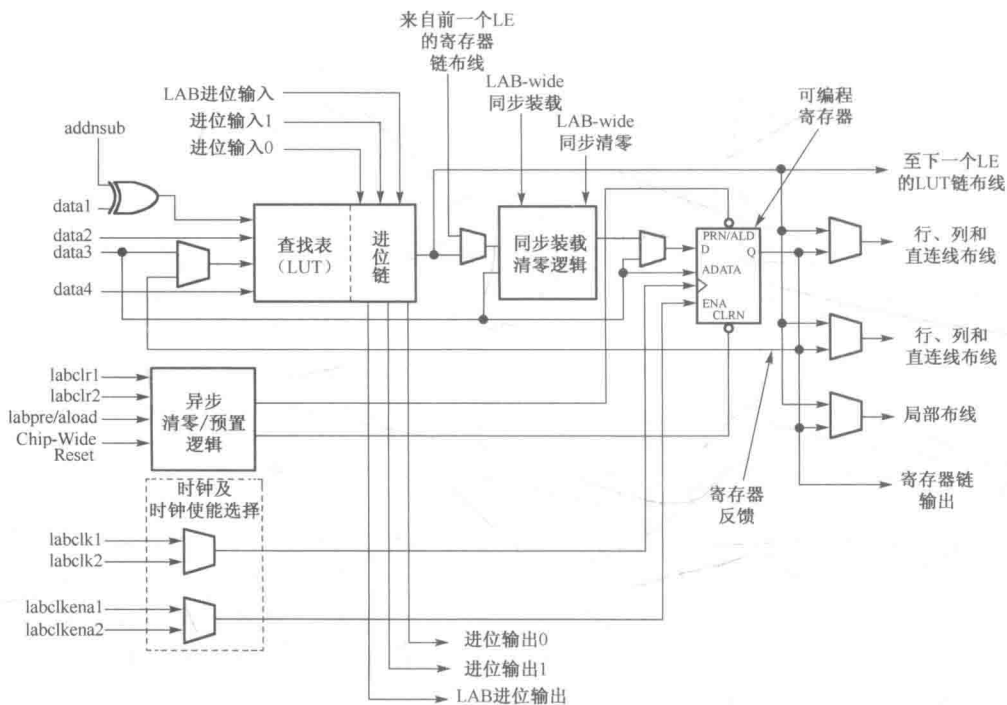 来自前一个LE
的寄存器
链布线
LAB-wide
同步装载
可编程
寄存器
LAB进位输入
LAB-wide
同步清零
进位输入1
addnsub
进位输入0
至下一个LE
的LUT链布线
data1
data2
data3
data4
查找表
(LUT)
进
位
链
同步装载
清零逻辑
PRN/ALD
D
Q
ADATA
ENA
CLRN
行、列和
直连线布线
行、列和
直连线布线
labclr1
labclr2
labpre/aload
Chip-Wide
Reset
异步
清零/预置
逻辑
局部布线
时钟及
时钟使能选择
寄存器
反馈
寄存器链
输出
labclk1
labclk2
labclkena1
labclkena2
进位输出0
进位输出1
LAB进位输出